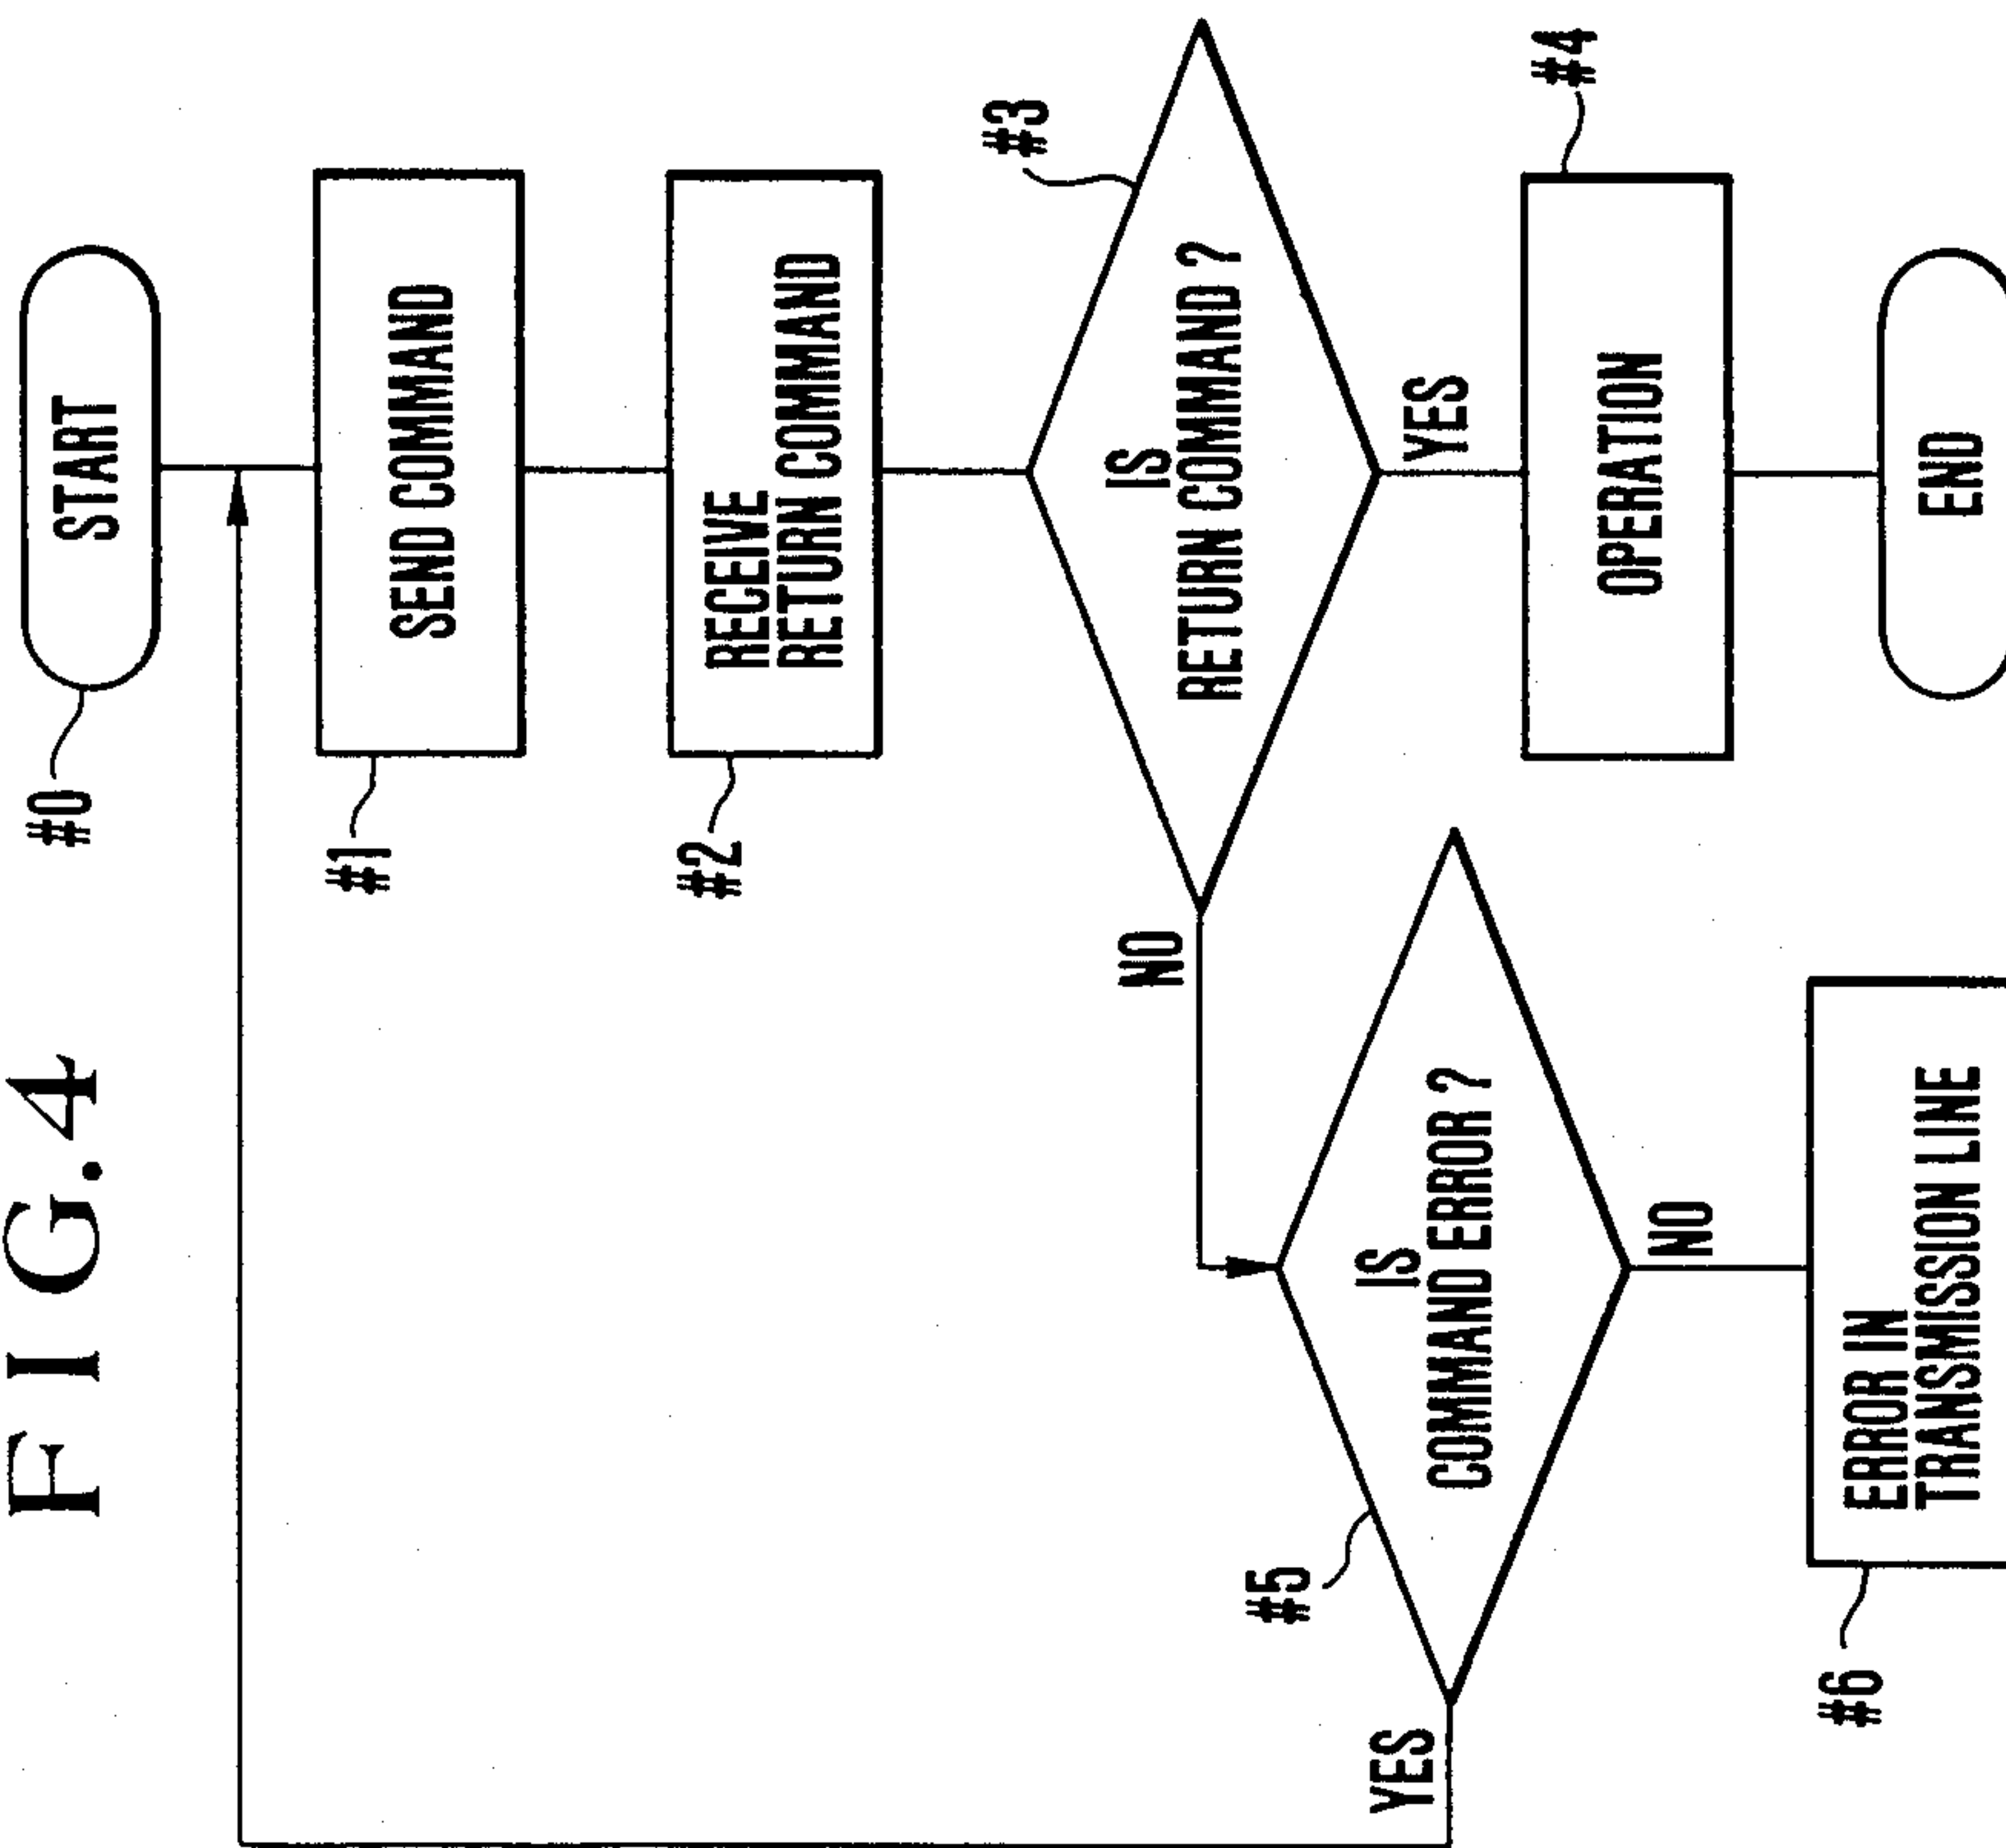 FIG.4
#0
START
#1
SEND COMMAND
#2
RECEIVE
RETURN COMMAND
#3
IS
RETURN COMMAND ?
NO
YES
#4
OPERATION
END
#5
IS
COMMAND ERROR ?
YES
NO
#6
ERROR IN
TRANSMISSION LINE